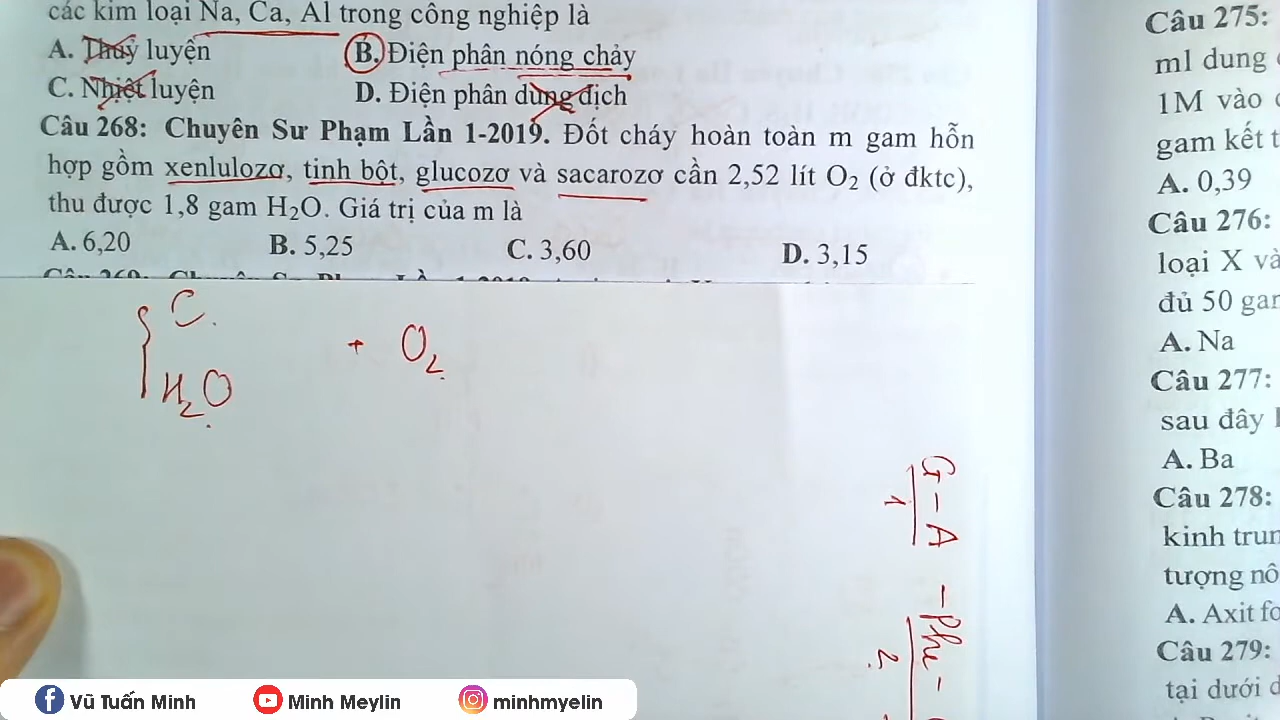 các kim loại Na, Ca, Al trong công nghiệp là
A. Thuỷ luyện B. Điện phân nóng chảy
C. Nhiệt luyện D. Điện phân dung dịch
Câu 268: Chuyên Sư Phạm Lần 1-2019. Đốt cháy hoàn toàn m gam hỗn
hợp gồm xenlulozơ, tinh bột, glucozơ và sacarozơ cần 2,52 lít O₂ (ở đktc),
thu được 1,8 gam H₂O. Giá trị của m là
A. 6,20 B. 5,25 C. 3,60 D. 3,15
C + O₂
H₂O
G - A - Phe -
1 2
Câu 275:
ml dung
1M vào
gam kết
A. 0,39
Câu 276:
loại X và
đủ 50
A. Na
Câu 277:
sau đây
A. Ba
Câu 278:
kinh
tượng
A. Axit
Câu 279:
tại dưới
Vũ Tuấn Minh Minh Meylin minhmyelin